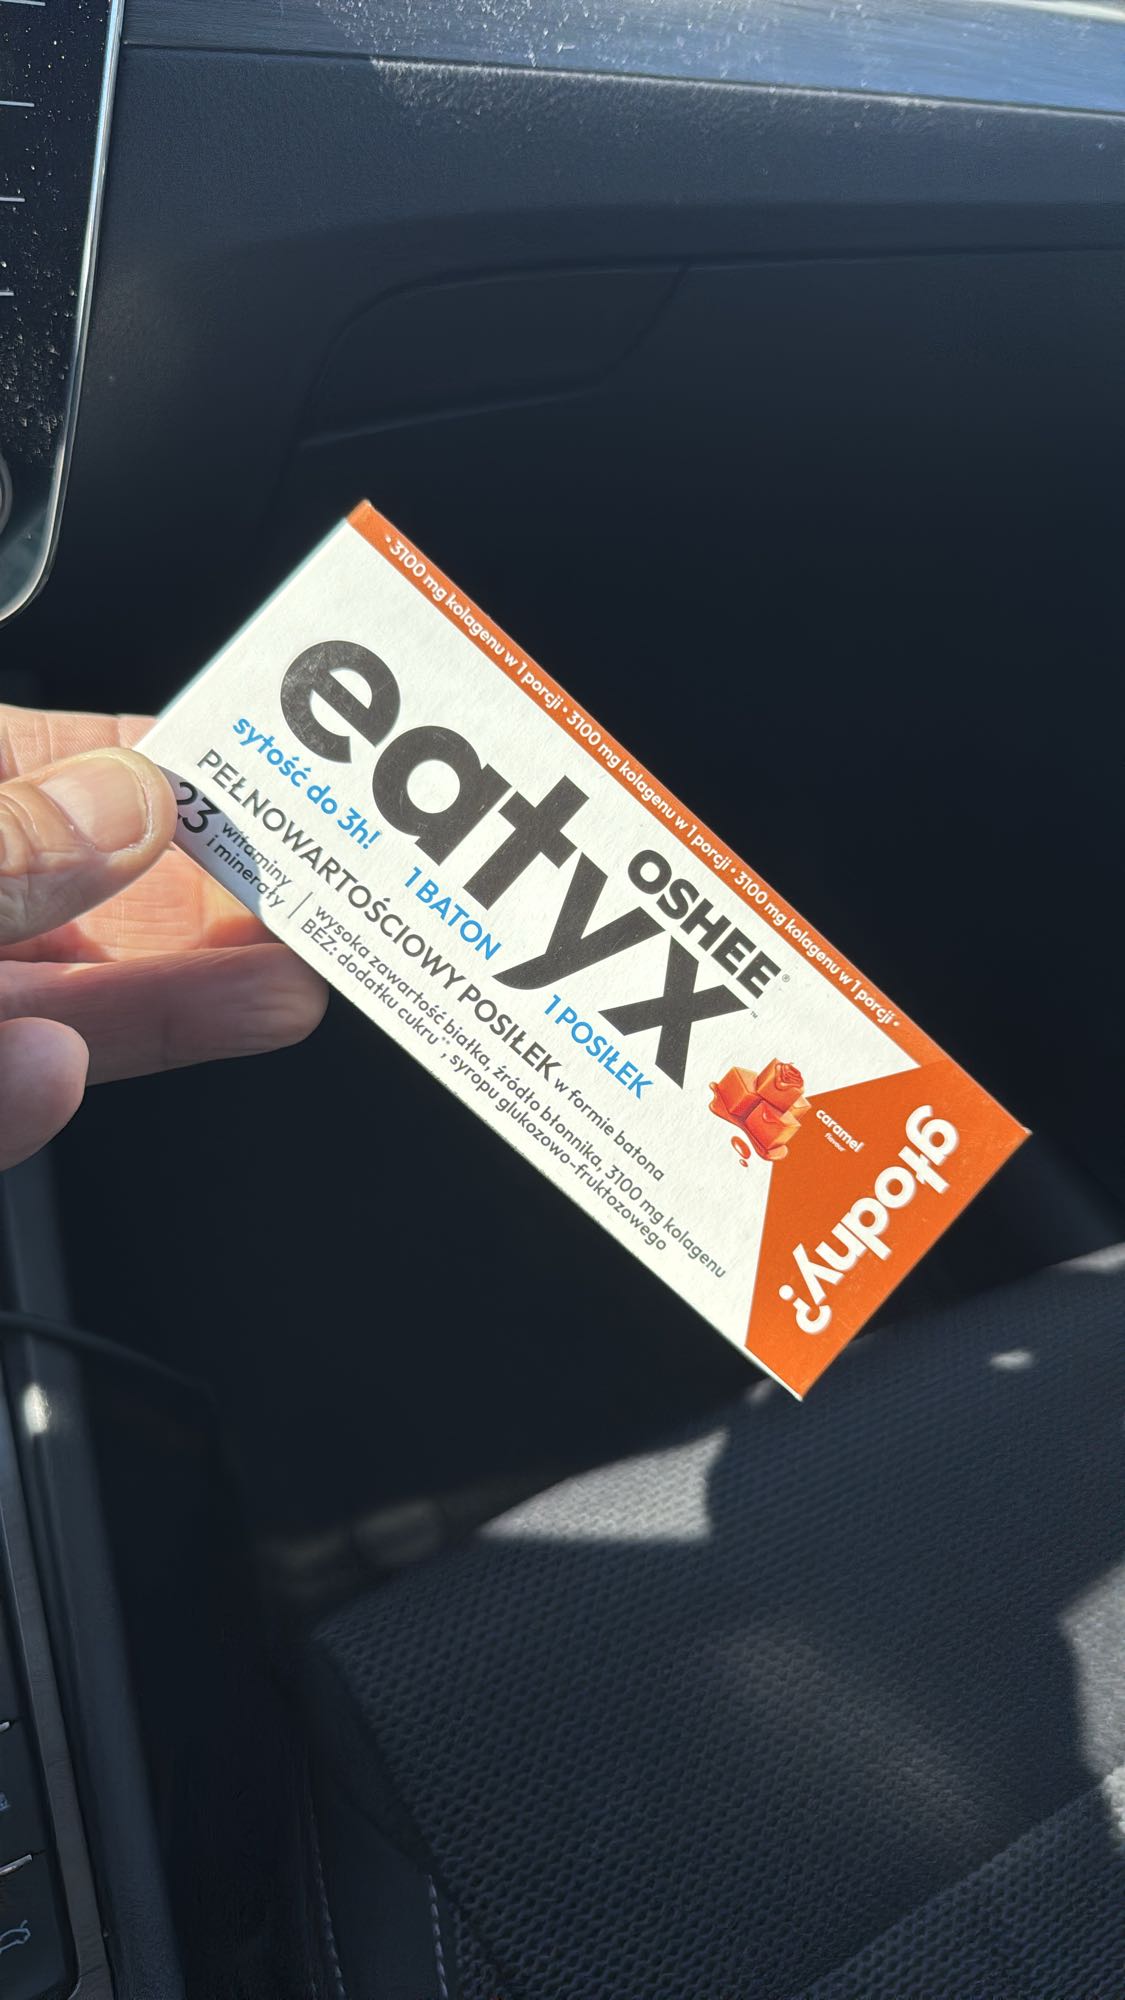 • 3100 mg kolagenu w 1 porcji • 3100 mg kolagenu w 1 porcji • 3100 mg kolagenu w 1 porcji •
OSHEE®
eatyx™
sytość do 3h! 1 BATON 1 POSIŁEK
PEŁNOWARTOŚCIOWY POSIŁEK w formie batona
23 witaminy
i minerały
wysoka zawartość białka, źródło błonnika, 3100 mg kolagenu
BEZ: dodatku cukru**, syropu glukozowo-fruktozowego
caramel
flavour
głodny?